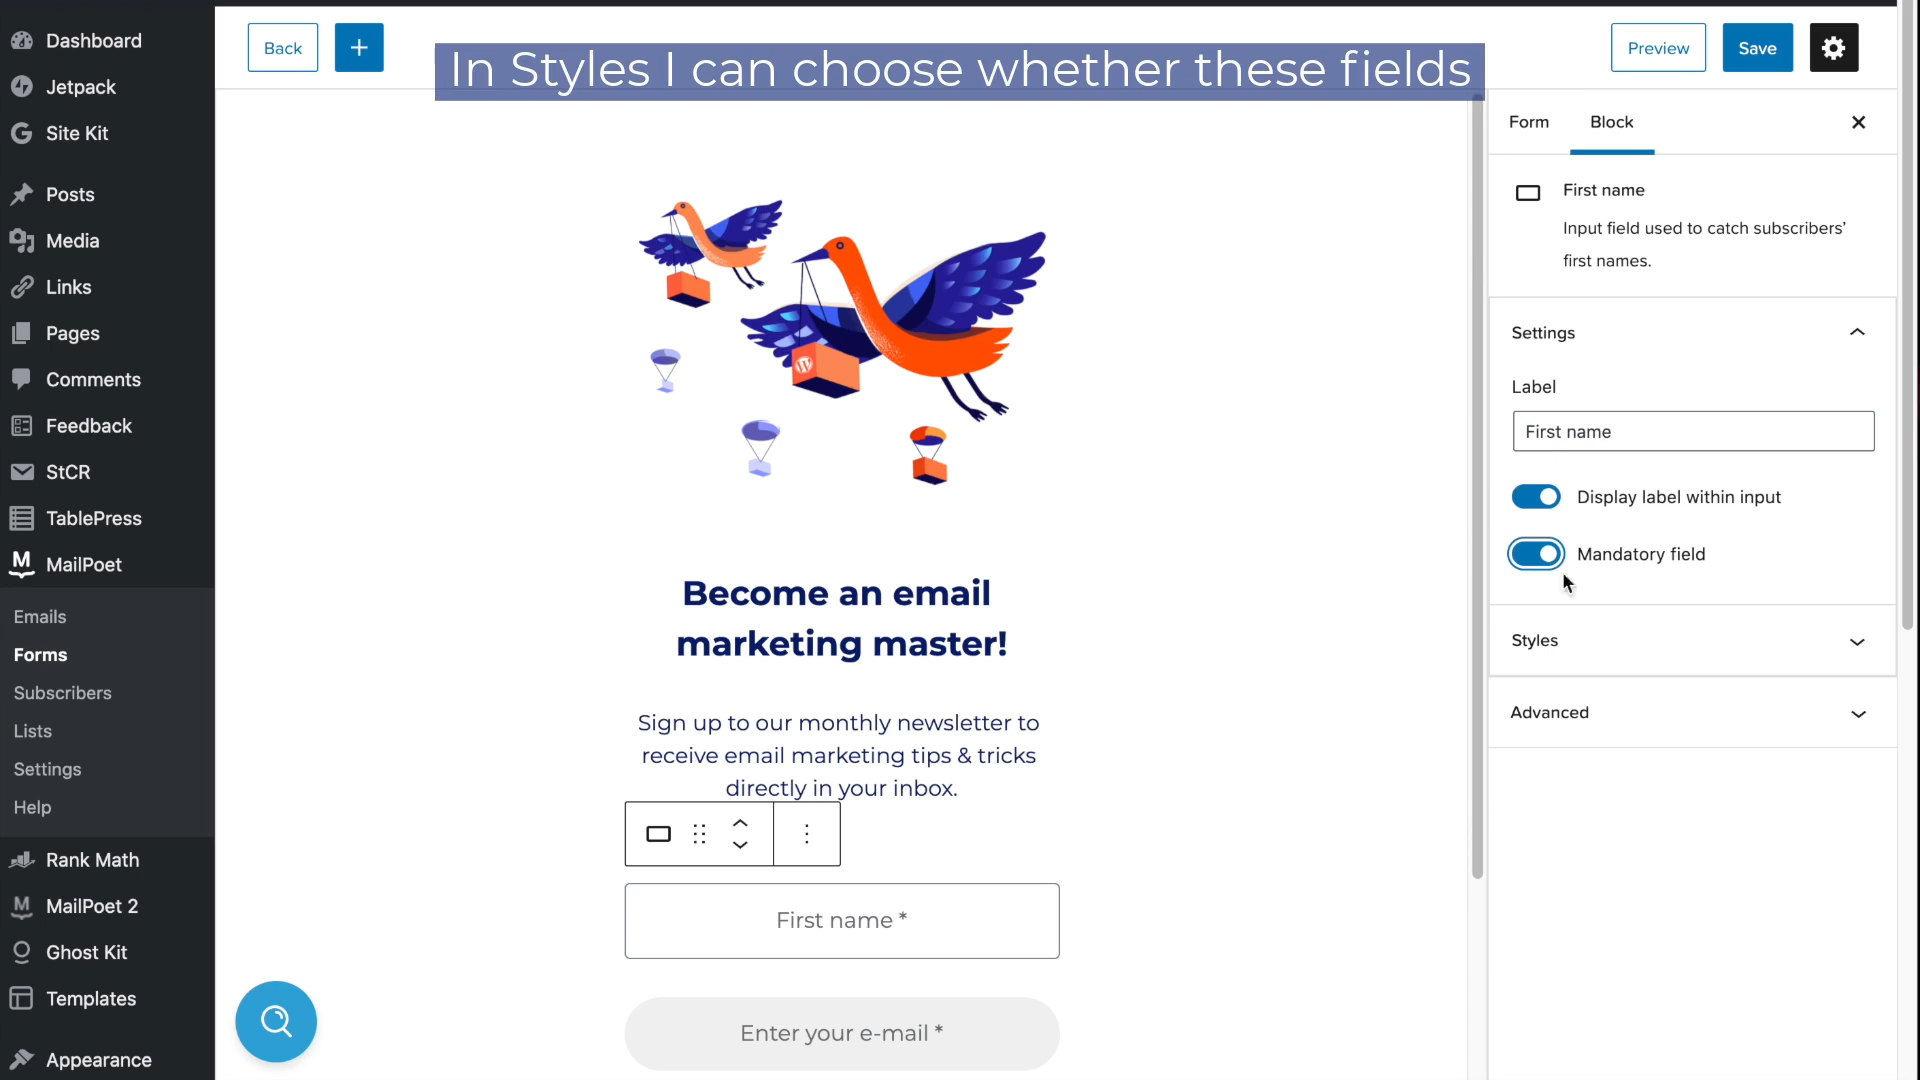 Dashboard
Jetpack
Site Kit
Posts
Media
Links
Pages
Comments
Feedback
StCR
TablePress
MailPoet
Emails
Forms
Subscribers
Lists
Settings
Help
Rank Math
MailPoet 2
Ghost Kit
Templates
Appearance
Back
+
In Styles I can choose whether these fields
Preview
Save
Become an email
marketing master!
Sign up to our monthly newsletter to
receive email marketing tips & tricks
directly in your inbox.
First name *
Enter your e-mail *
Form
Block
First name
Input field used to catch subscribers’
first names.
Settings
Label
First name
Display label within input
Mandatory field
Styles
Advanced